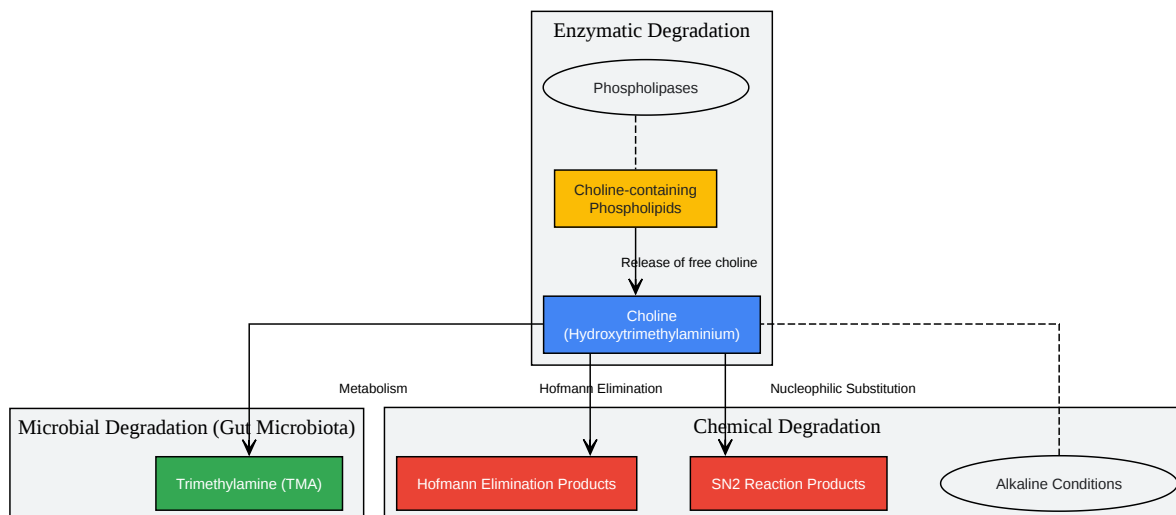 Enzymatic Degradation
Phospholipases
Choline-containing
Phospholipids
Release of free choline
Choline
(Hydroxytrimethylaminium)
Metabolism
Hofmann Elimination
Nucleophilic Substitution
Microbial Degradation (Gut Microbiota)
Chemical Degradation
Trimethylamine (TMA)
Hofmann Elimination Products
SN2 Reaction Products
Alkaline Conditions